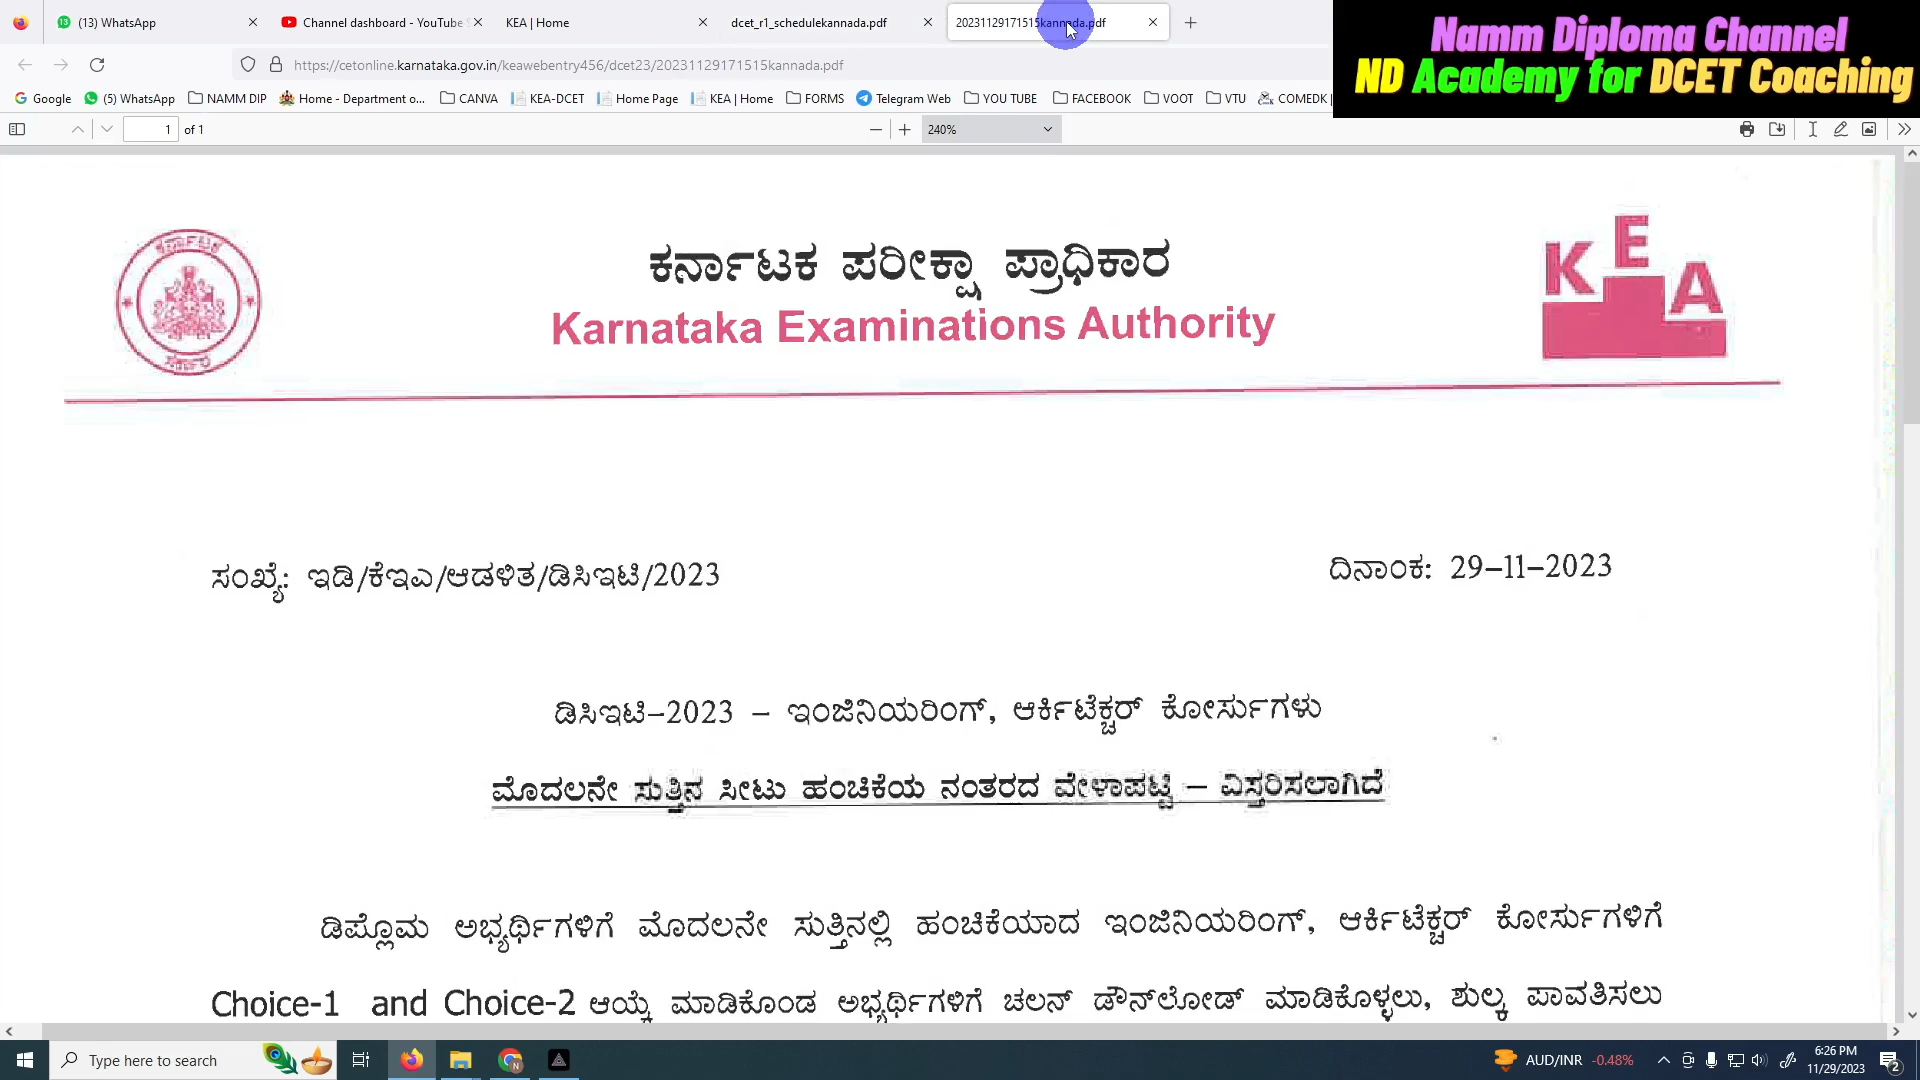 (13) WhatsApp
Channel dashboard - YouTube S
KEA | Home
dcet_r1_schedulekannada.pdf
20231129171515kannada.pdf
Namm Diploma Channel
ND Academy for DCET Coaching
https://cetonline.karnataka.gov.in/keawebentry456/dcet23/20231129171515kannada.pdf
Google
(5) WhatsApp
NAMM DIP
Home - Department o...
CANVA
KEA-DCET
Home Page
KEA | Home
FORMS
Telegram Web
YOU TUBE
FACEBOOK
VOOT
VTU
COMEDK |
1 of 1
240%
ಕರ್ನಾಟಕ ಪರೀಕ್ಷಾ ಪ್ರಾಧಿಕಾರ
Karnataka Examinations Authority
KEA
ಸಂಖ್ಯೆ: ಇಡಿ/ಕೆಇಎ/ಆಡಳಿತ/ಡಿಸಿಇಟಿ/2023
ದಿನಾಂಕ: 29-11-2023
ಡಿಸಿಇಟಿ-2023 – ಇಂಜಿನಿಯರಿಂಗ್, ಆರ್ಕಿಟೆಕ್ಚರ್ ಕೋರ್ಸುಗಳು
ಮೊದಲನೇ ಸುತ್ತಿನ ಸೀಟು ಹಂಚಿಕೆಯ ನಂತರದ ವೇಳಾಪಟ್ಟಿ – ವಿಸ್ತರಿಸಲಾಗಿದೆ
ಡಿಪ್ಲೊಮ ಅಭ್ಯರ್ಥಿಗಳಿಗೆ ಮೊದಲನೇ ಸುತ್ತಿನಲ್ಲಿ ಹಂಚಿಕೆಯಾದ ಇಂಜಿನಿಯರಿಂಗ್, ಆರ್ಕಿಟೆಕ್ಚರ್ ಕೋರ್ಸುಗಳಿಗೆ
Choice-1 and Choice-2 ಆಯ್ಕೆ ಮಾಡಿಕೊಂಡ ಅಭ್ಯರ್ಥಿಗಳಿಗೆ ಚಲನ್ ಡೌನ್‌ಲೋಡ್ ಮಾಡಿಕೊಳ್ಳಲು, ಶುಲ್ಕ ಪಾವತಿಸಲು
Type here to search
AUD/INR -0.48%
6:26 PM
11/29/2023
2